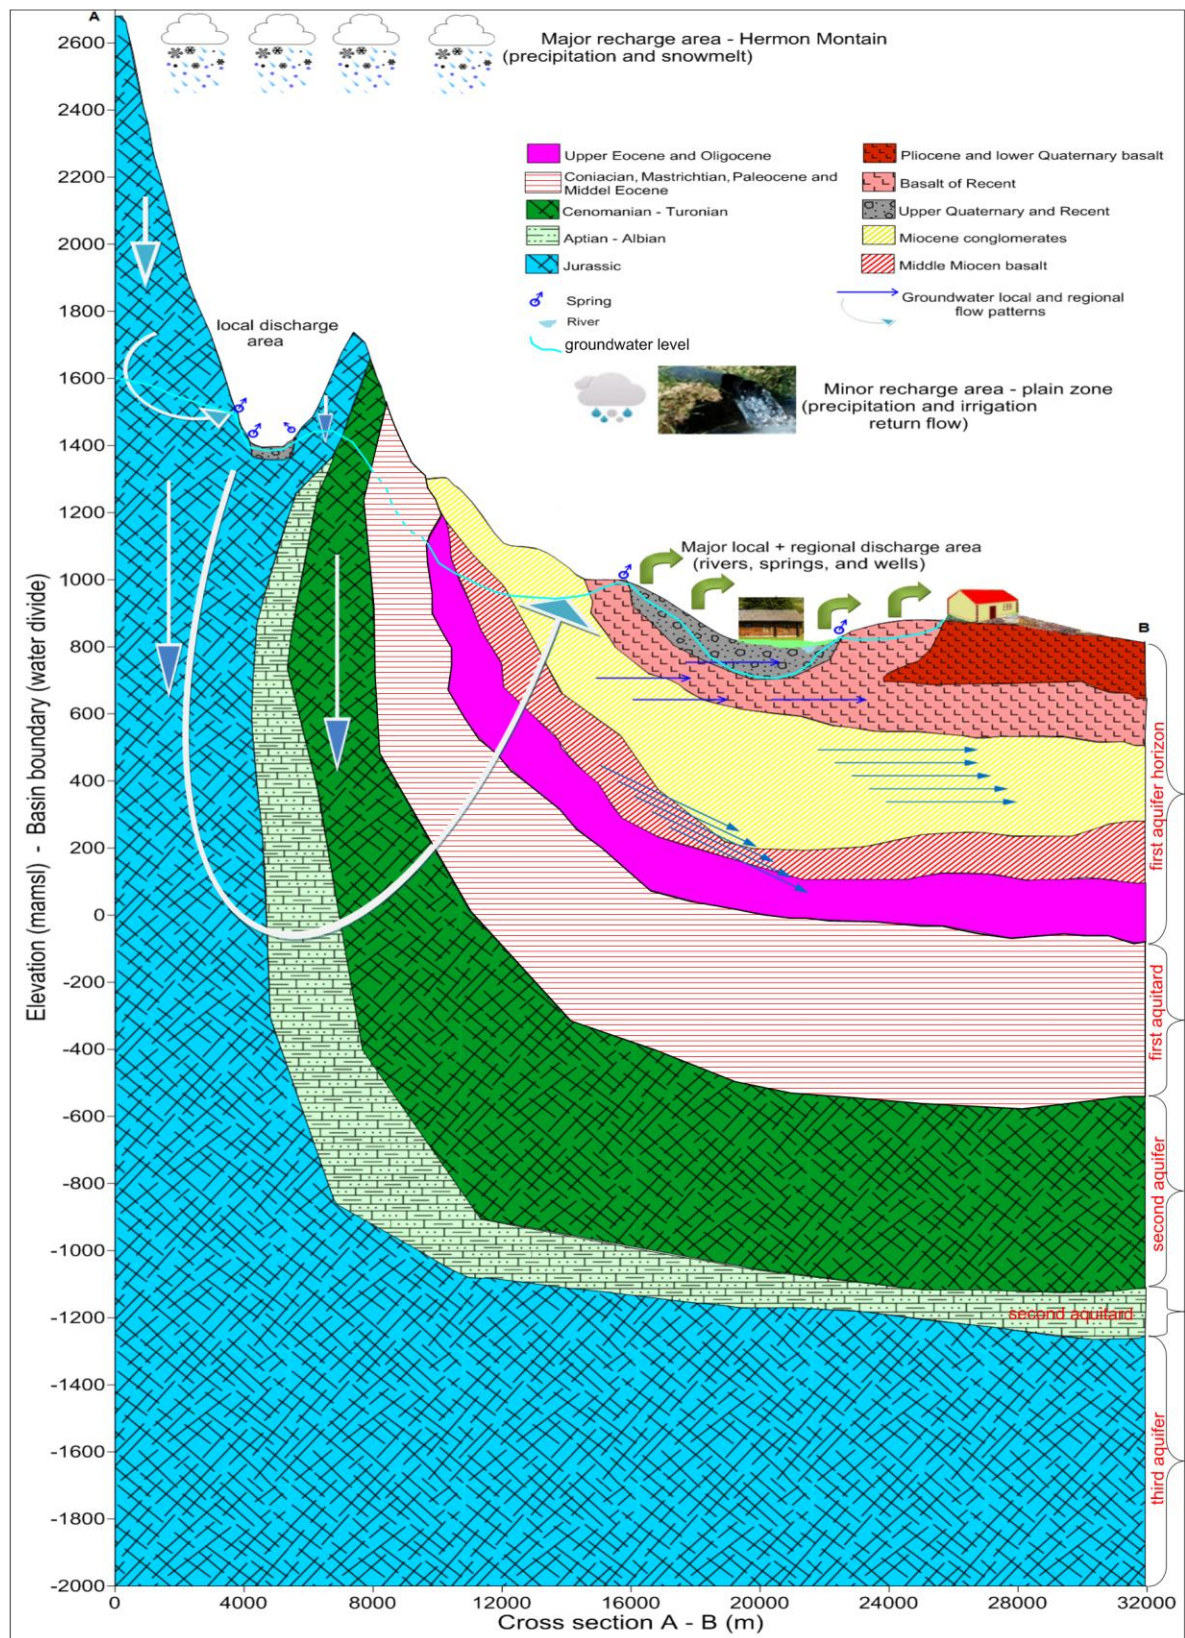 A
Major recharge area - Hermon Montain
(precipitation and snowmelt)
Upper Eocene and Oligocene
Coniacian, Mastrichtian, Paleocene and
Middel Eocene
Cenomanian - Turonian
Aptian - Albian
Jurassic
Spring
River
groundwater level
Pliocene and lower Quaternary basalt
Basalt of Recent
Upper Quaternary and Recent
Miocene conglomerates
Middle Miocen basalt
Groundwater local and regional
flow patterns
local discharge
area
Minor recharge area - plain zone
(precipitation and irrigation
return flow)
Major local + regional discharge area
(rivers, springs, and wells)
B
first aquifer horizon
first aquitard
second aquifer
second aquitard
third aquifer
Elevation (mamsl) - Basin boundary (water divide)
2600
2400
2200
2000
1800
1600
1400
1200
1000
800
600
400
200
0
-200
-400
-600
-800
-1000
-1200
-1400
-1600
-1800
-2000
0 4000 8000 12000 16000 20000 24000 28000 32000
Cross section A - B (m)